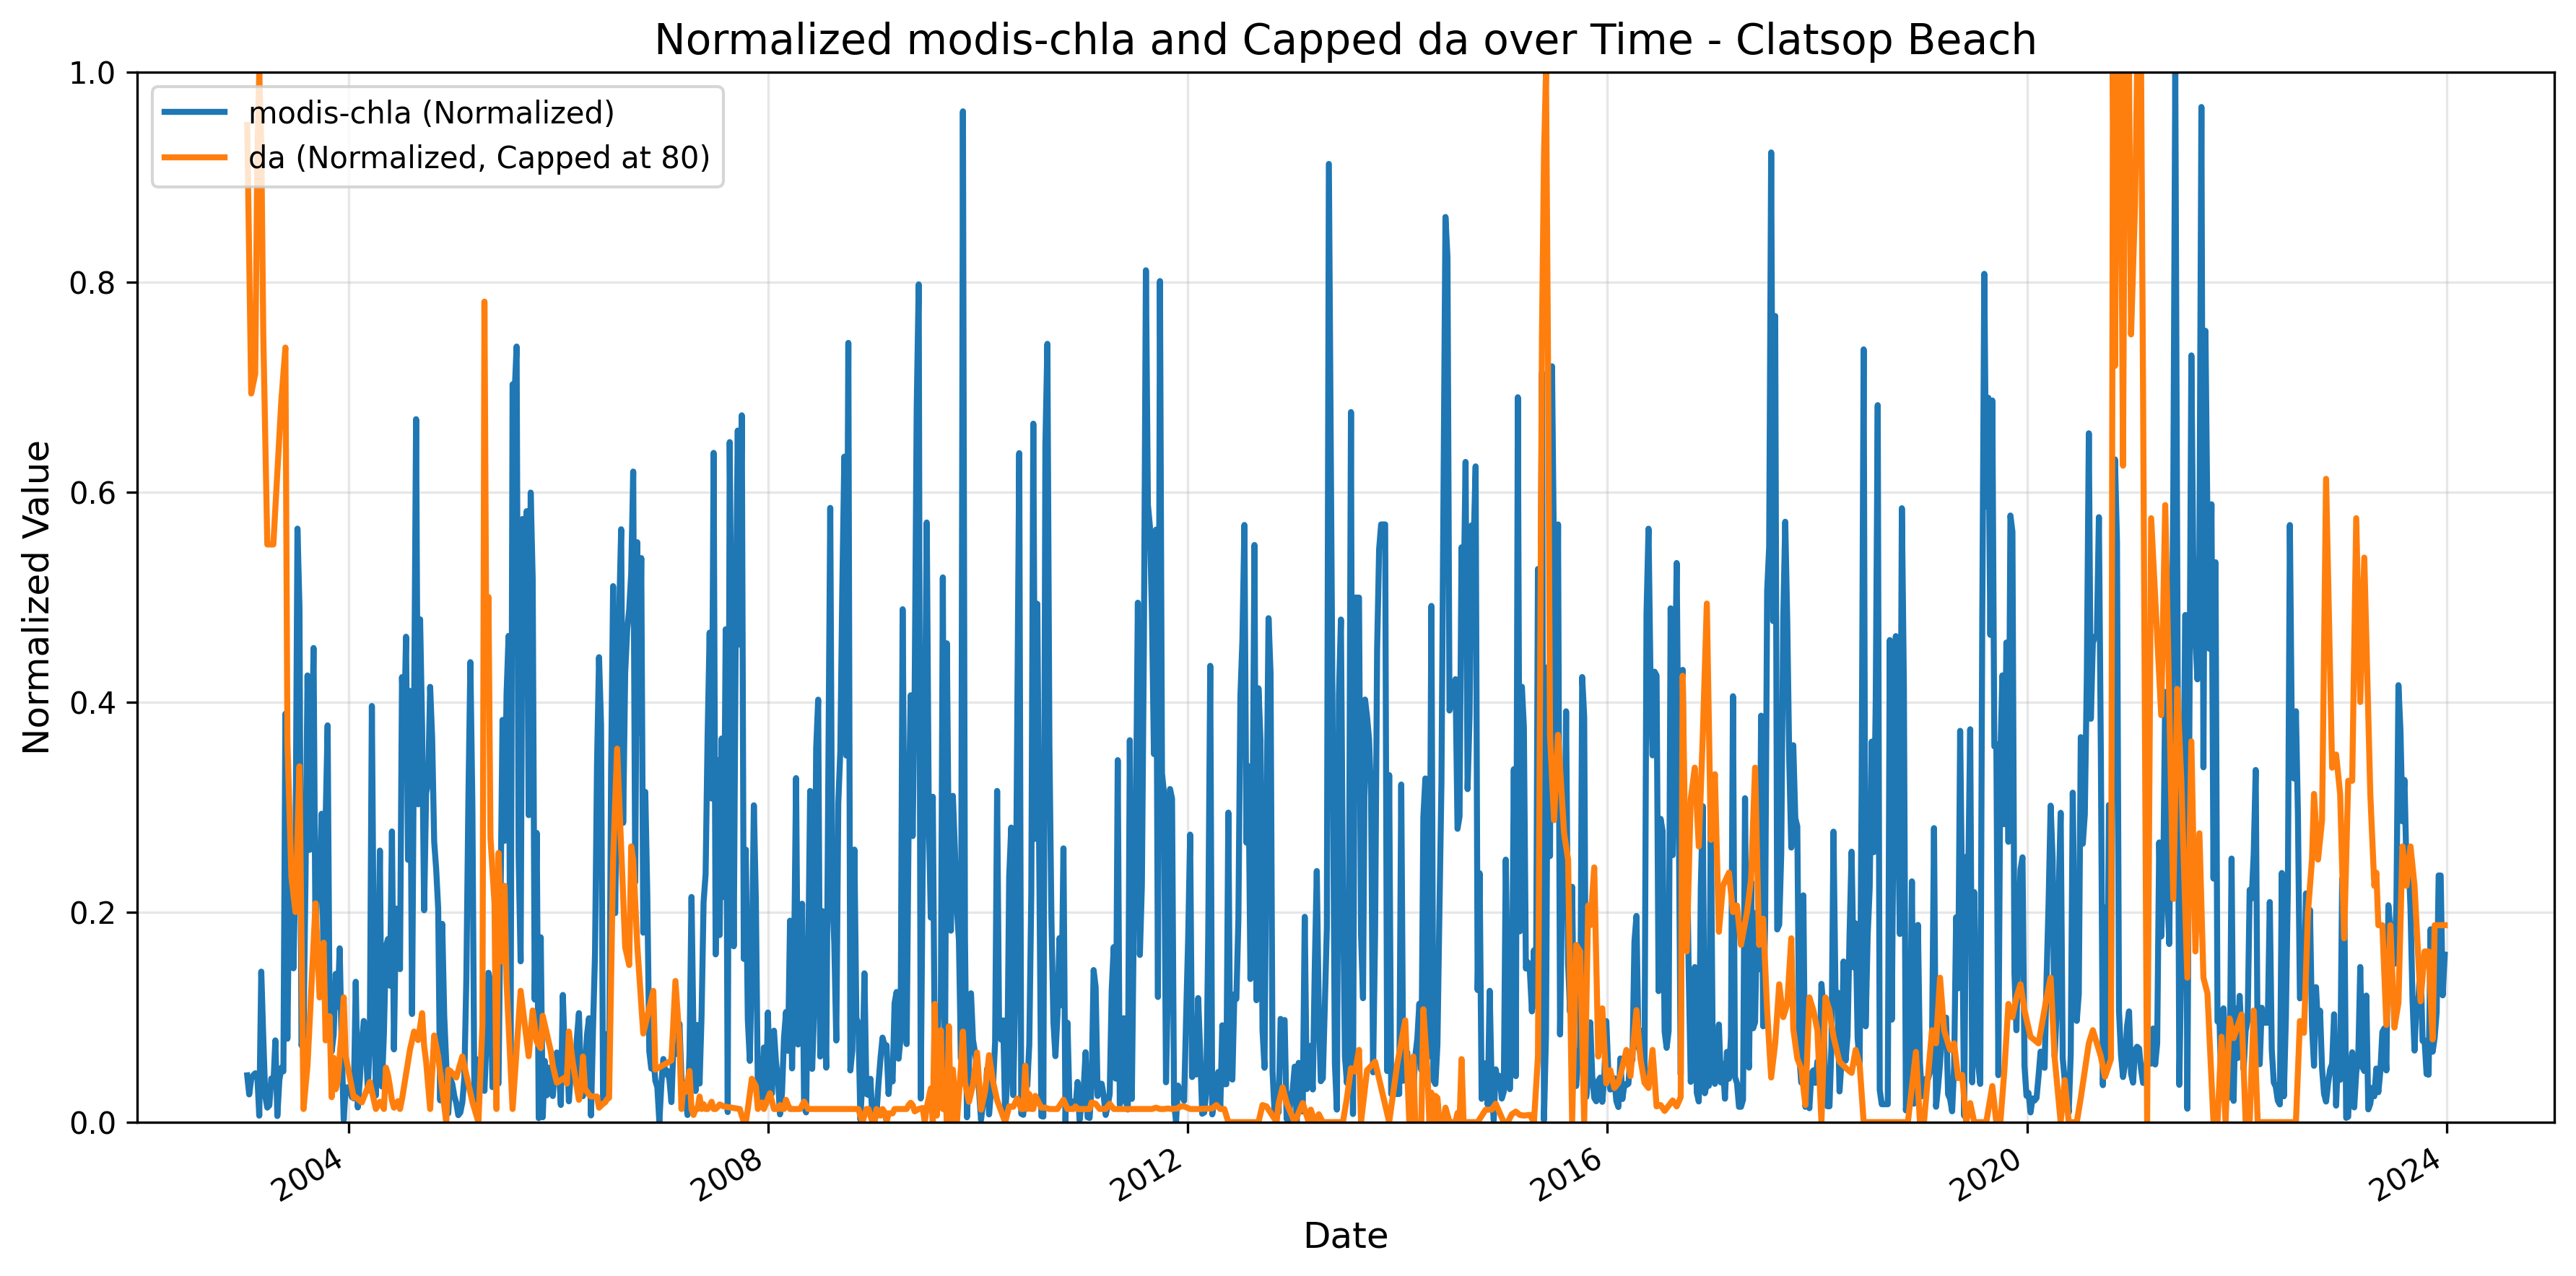 Normalized modis-chla and Capped da over Time - Clatsop Beach
modis-chla (Normalized)
da (Normalized, Capped at 80)
Normalized Value
1.0
0.8
0.6
0.4
0.2
0.0
2004
2008
2012
2016
2020
2024
Date